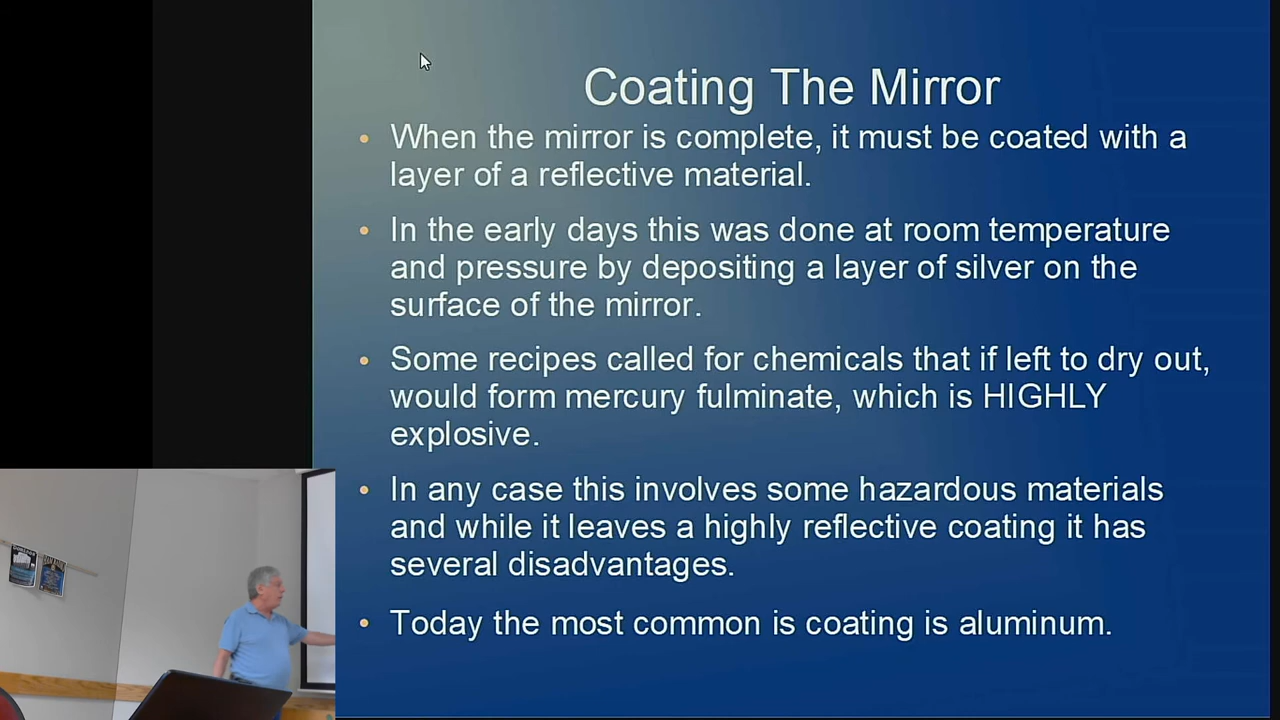 Coating The Mirror
When the mirror is complete, it must be coated with a
layer of a reflective material.
In the early days this was done at room temperature
and pressure by depositing a layer of silver on the
surface of the mirror.
Some recipes called for chemicals that if left to dry out,
would form mercury fulminate, which is HIGHLY
explosive.
In any case this involves some hazardous materials
and while it leaves a highly reflective coating it has
several disadvantages.
Today the most common is coating is aluminum.